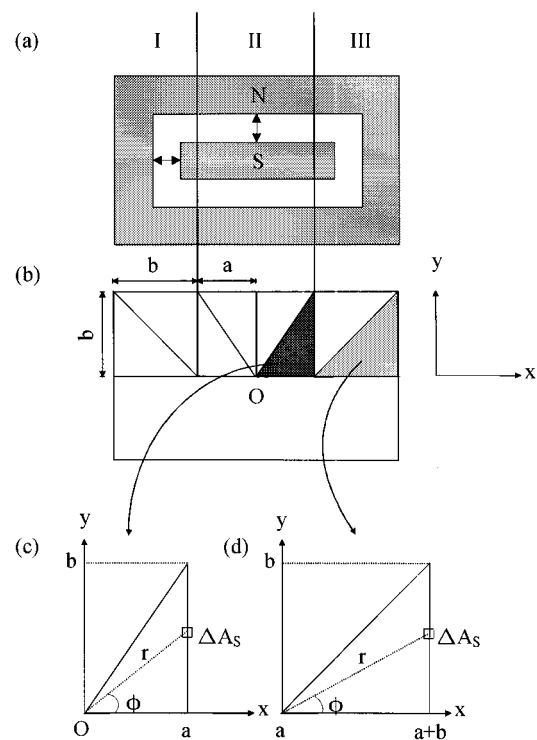 I II III
(a)
N
S
(b)
b a
y
b
x
O
(c) y (d) y
b b
ΔA_S ΔA_S
r r
ϕ ϕ
O a x a a+b x